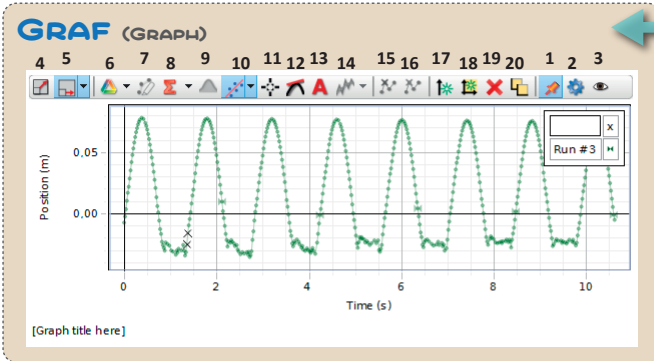 GRAF (GRAPH)
4 5 6 7 8 9 10 11 12 13 14 15 16 17 18 19 20 1 2 3
A
x
Run #3
Position (m)
0.05
0.00
0 2 4 6 8 10
Time (s)
[Graph title here]